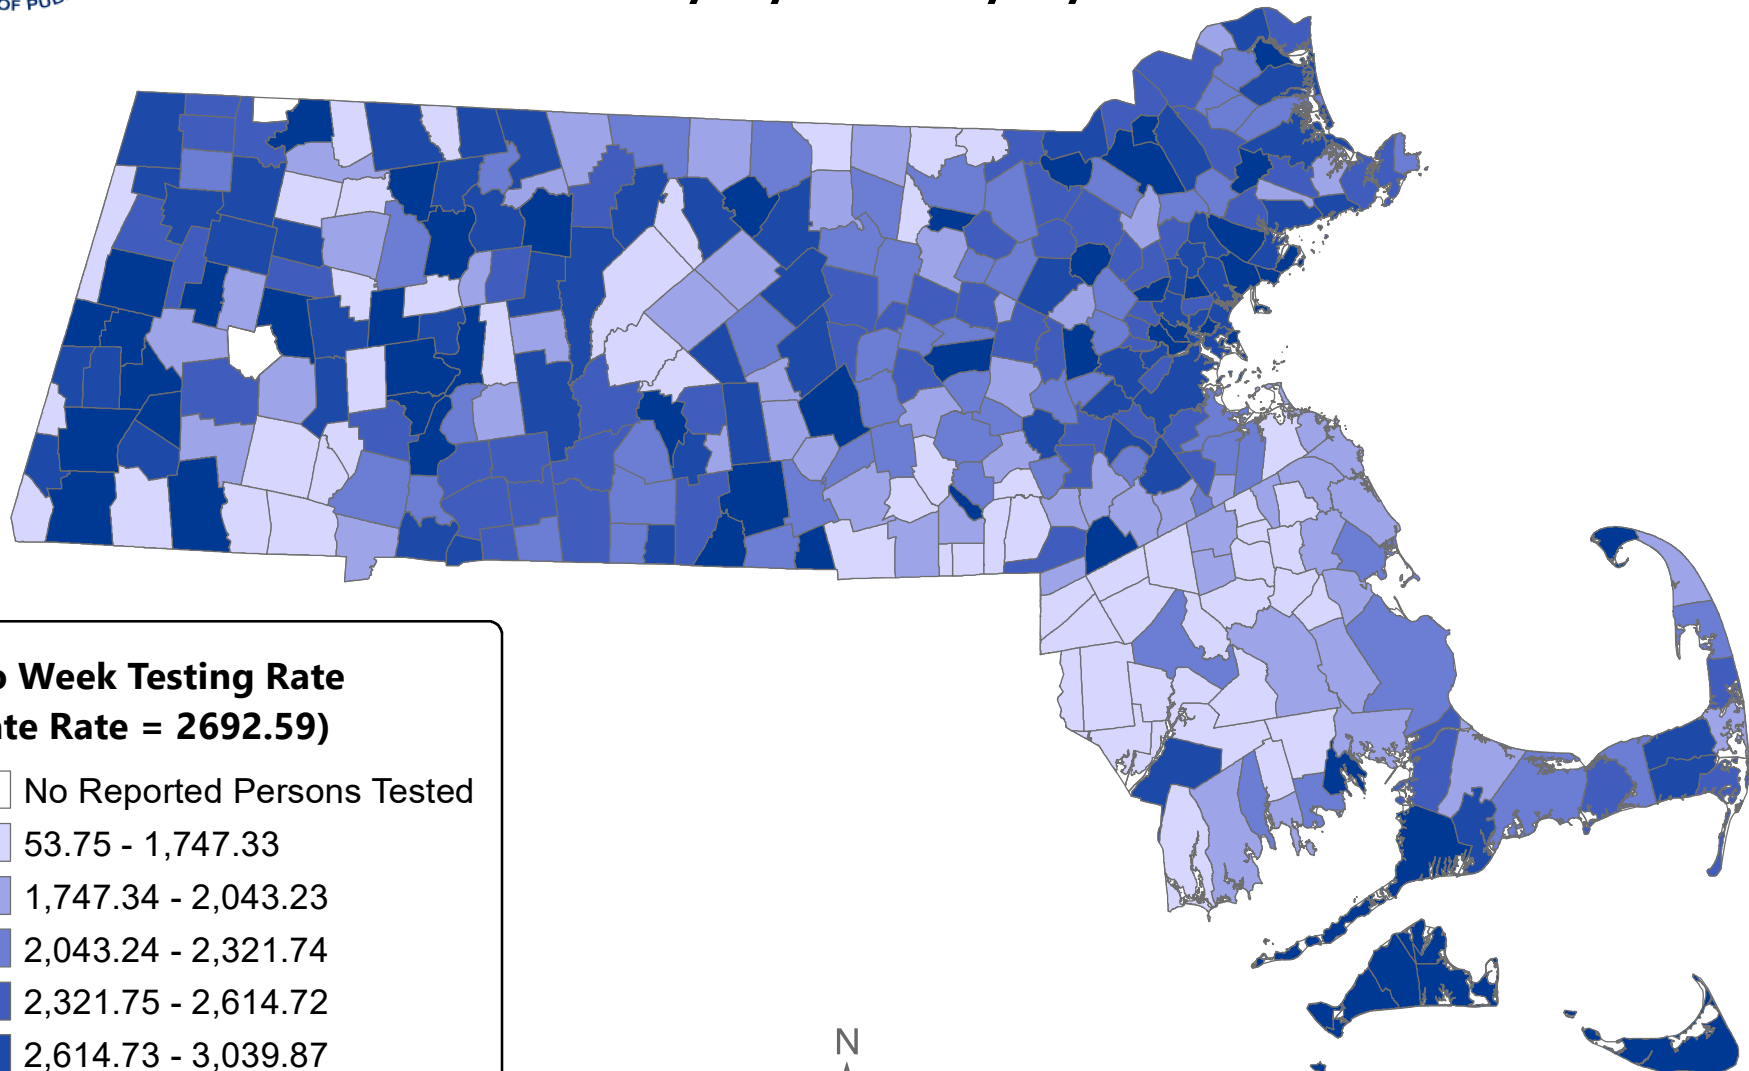 OF PUB
Week Testing Rate
Rate = 2692.59)
No Reported Persons Tested
53.75 - 1,747.33
1,747.34 - 2,043.23
2,043.24 - 2,321.74
2,321.75 - 2,614.72
2,614.73 - 3,039.87
N